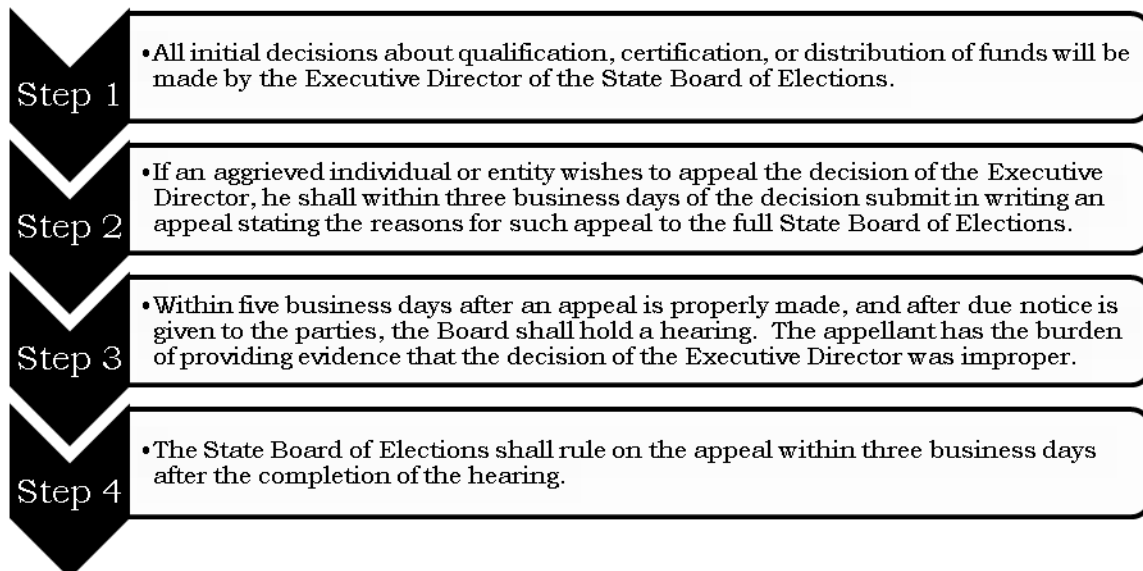 Step 1
•All initial decisions about qualification, certification, or distribution of funds will be
made by the Executive Director of the State Board of Elections.
Step 2
•If an aggrieved individual or entity wishes to appeal the decision of the Executive
Director, he shall within three business days of the decision submit in writing an
appeal stating the reasons for such appeal to the full State Board of Elections.
Step 3
•Within five business days after an appeal is properly made, and after due notice is
given to the parties, the Board shall hold a hearing.  The appellant has the burden
of providing evidence that the decision of the Executive Director was improper.
Step 4
•The State Board of Elections shall rule on the appeal within three business days
after the completion of the hearing.